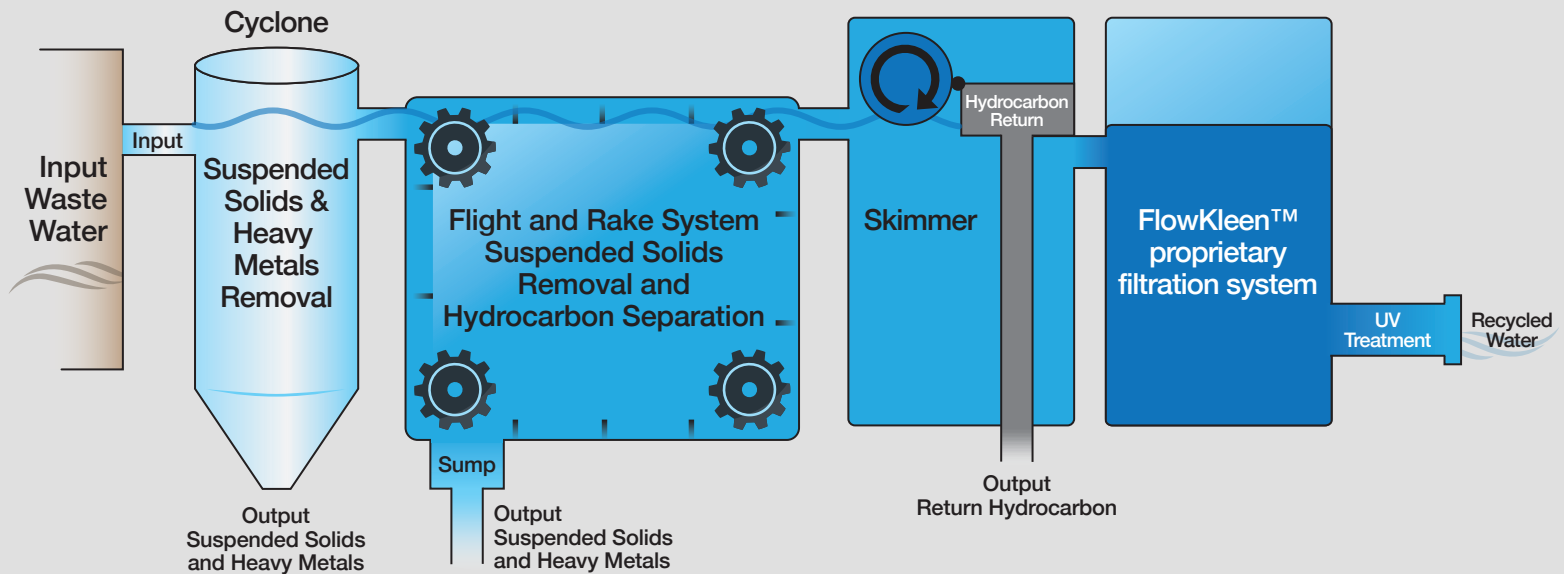 Cyclone
Input
Waste
Water
Input
Suspended
Solids &
Heavy
Metals
Removal
Output
Suspended Solids
and Heavy Metals
Flight and Rake System
Suspended Solids
Removal and
Hydrocarbon Separation
Sump
Output
Suspended Solids
and Heavy Metals
Hydrocarbon
Return
Skimmer
Output
Return Hydrocarbon
FlowKleen™
proprietary
filtration system
UV
Treatment
Recycled
Water